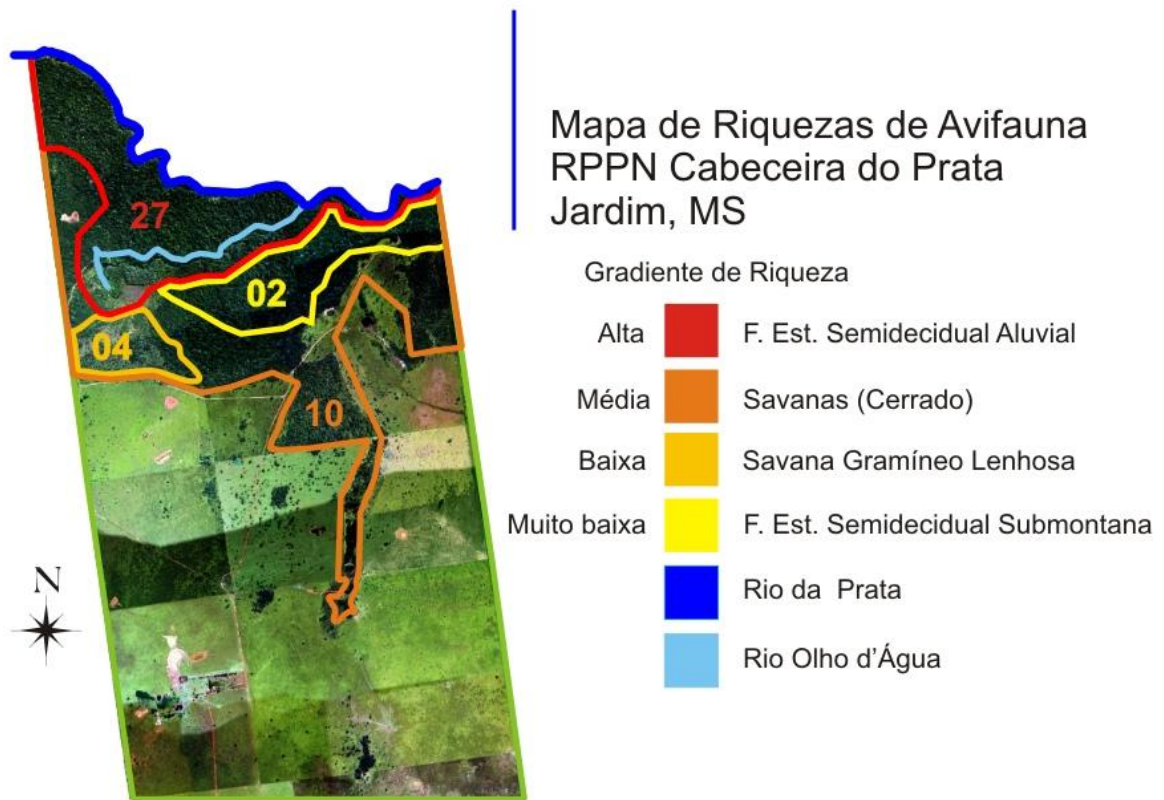 Mapa de Riquezas de Avifauna
RPPN Cabeceira do Prata
Jardim, MS
Gradiente de Riqueza
Alta F. Est. Semidecidual Aluvial
Média Savanas (Cerrado)
Baixa Savana Gramíneo Lenhosa
Muito baixa F. Est. Semidecidual Submontana
Rio da Prata
Rio Olho d'Água
27
02
04
10
N